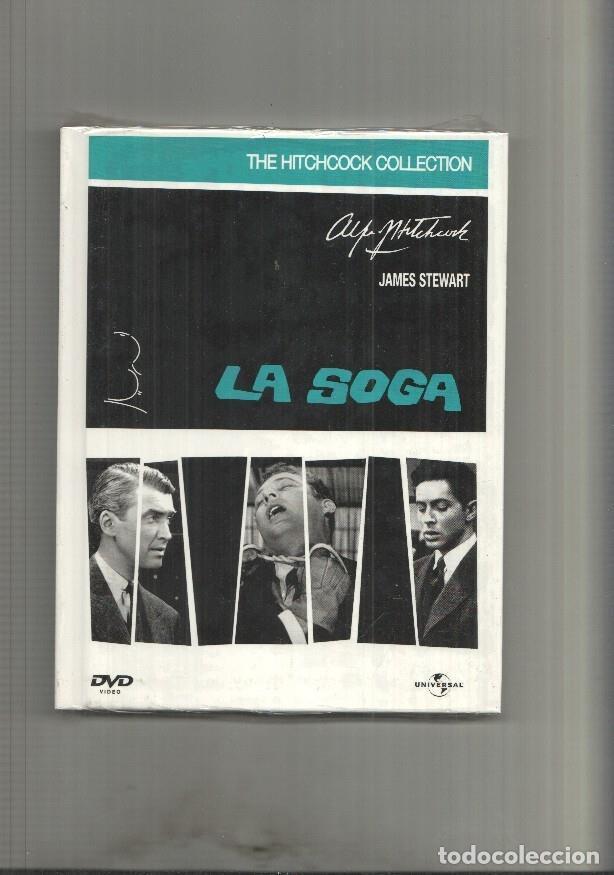 THE HITCHCOCK COLLECTION
Alfred Hitchcock
JAMES STEWART
LA SOGA
DVD
VIDEO
UNIVERSAL
todocoleccion